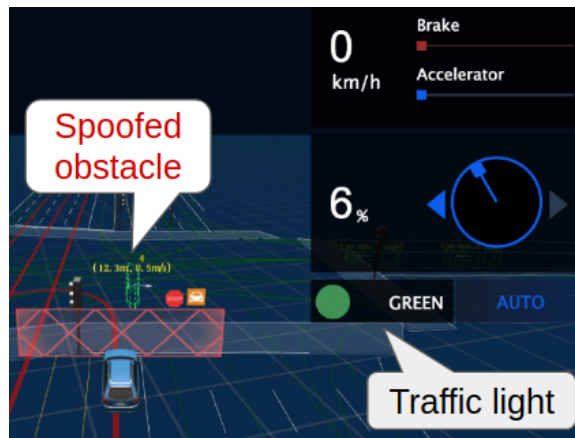 0
km/h
Brake
Accelerator
Spoofed
obstacle
6%
4
(12.3m, 0.5m/s)
STOP
GREEN
AUTO
Traffic light